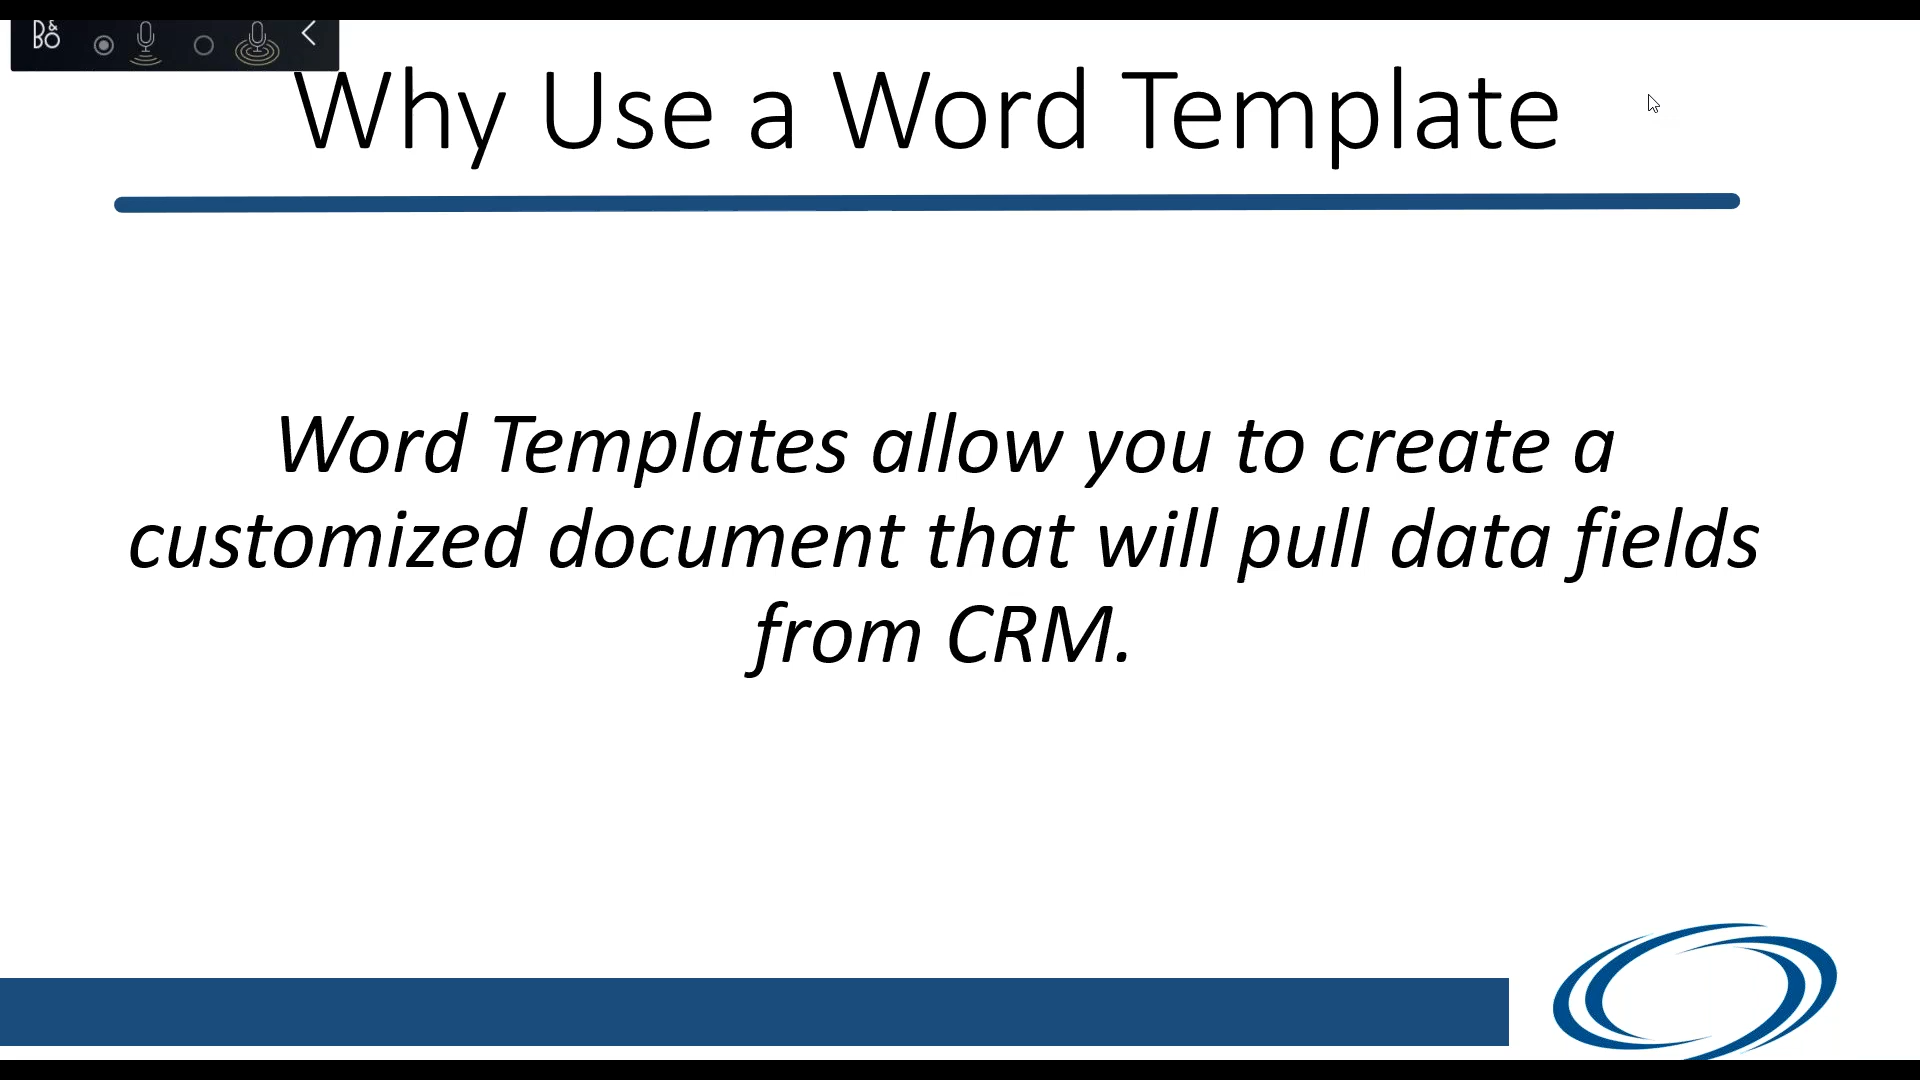 B&O
Why Use a Word Template
Word Templates allow you to create a
customized document that will pull data fields
from CRM.